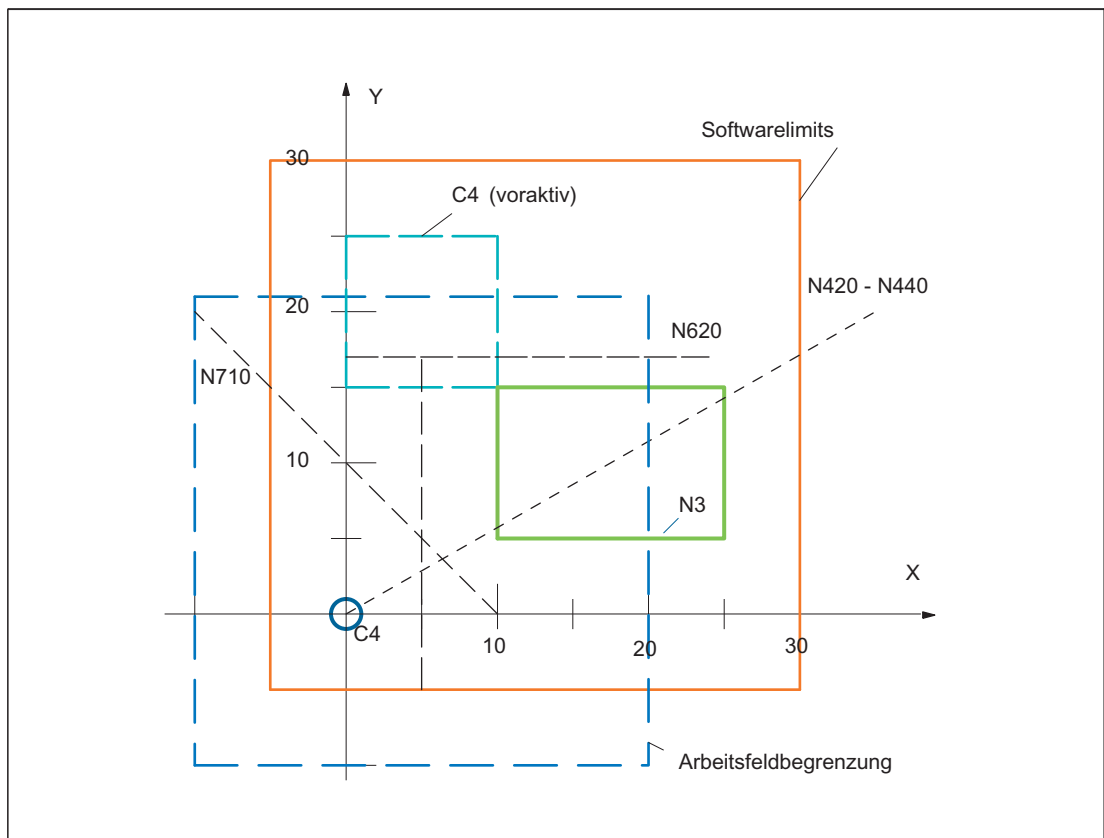 Y
Softwarelimits
30
C4 (voraktiv)
N420 - N440
20
N620
N710
10
N3
X
C4
10
20
30
Arbeitsfeldbegrenzung